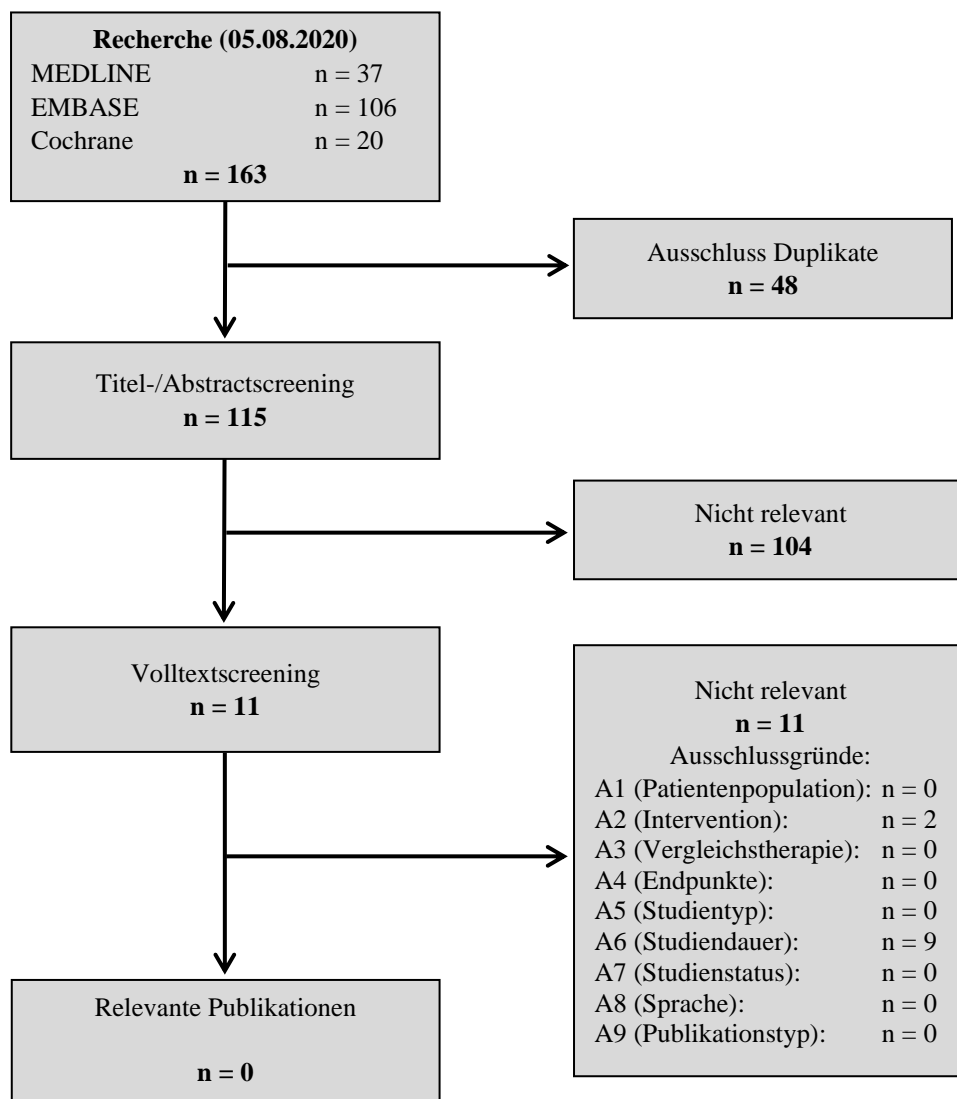 Recherche (05.08.2020)
MEDLINE n = 37
EMBASE n = 106
Cochrane n = 20
n = 163
Ausschluss Duplikate
n = 48
Titel-/Abstractscreening
n = 115
Nicht relevant
n = 104
Volltextscreening
n = 11
Nicht relevant
n = 11
Ausschlussgründe:
A1 (Patientenpopulation): n = 0
A2 (Intervention): n = 2
A3 (Vergleichstherapie): n = 0
A4 (Endpunkte): n = 0
A5 (Studientyp): n = 0
A6 (Studiendauer): n = 9
A7 (Studienstatus): n = 0
A8 (Sprache): n = 0
A9 (Publikationstyp): n = 0
Relevante Publikationen
n = 0